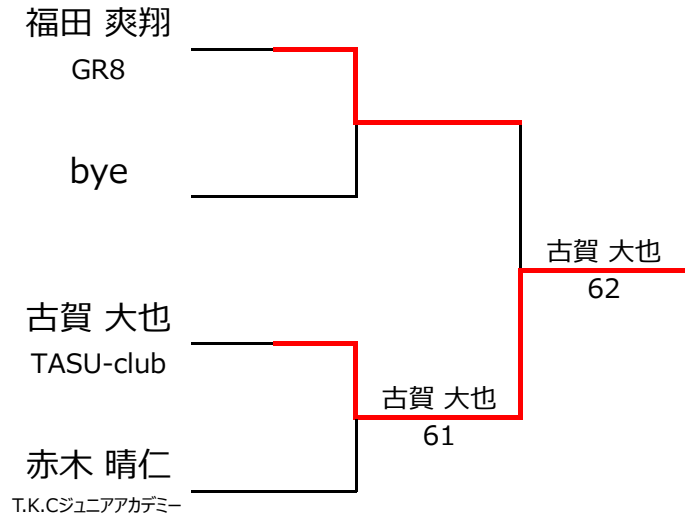 福田 爽翔
GR8
bye
古賀 大也
62
古賀 大也
TASU-club
古賀 大也
61
赤木 晴仁
T.K.Cジュニアアカデミー